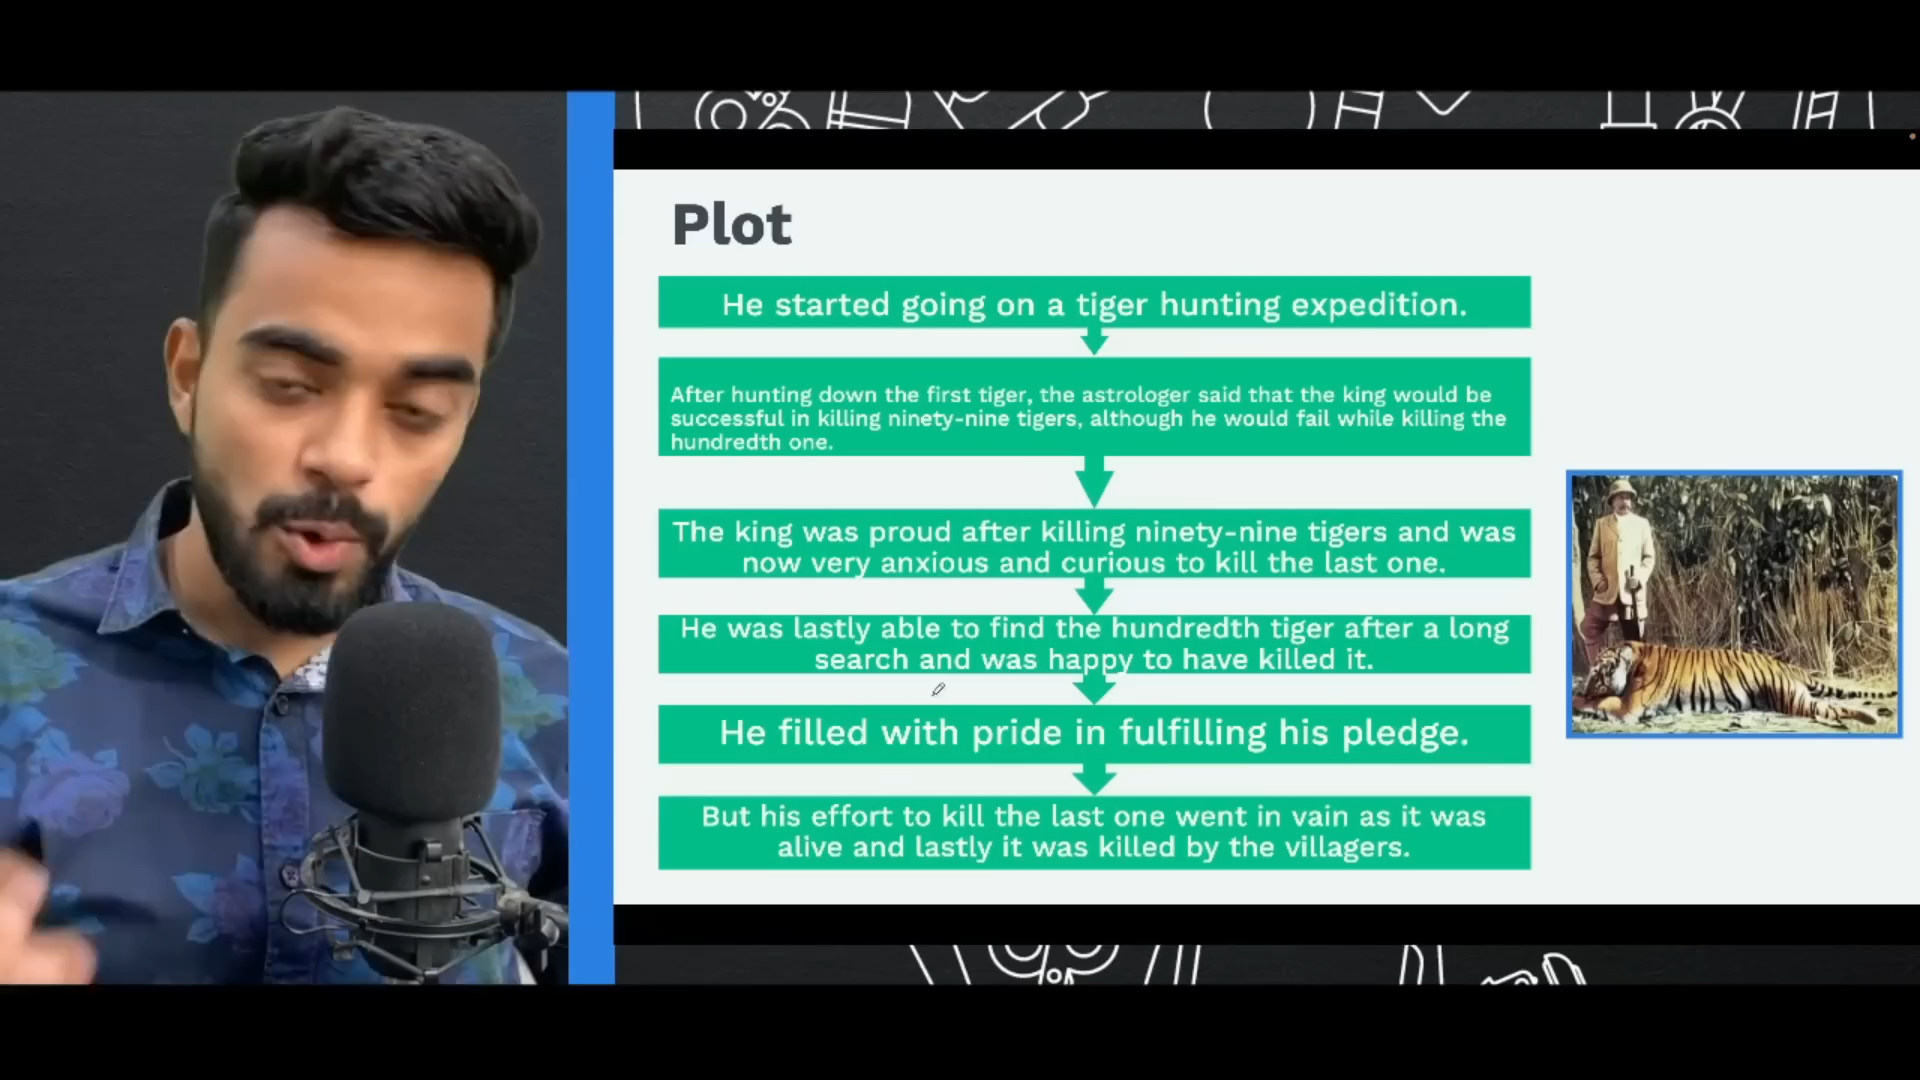 Plot
He started going on a tiger hunting expedition.
After hunting down the first tiger, the astrologer said that the king would be
successful in killing ninety-nine tigers, although he would fail while killing the
hundredth one.
The king was proud after killing ninety-nine tigers and was
now very anxious and curious to kill the last one.
He was lastly able to find the hundredth tiger after a long
search and was happy to have killed it.
He filled with pride in fulfilling his pledge.
But his effort to kill the last one went in vain as it was
alive and lastly it was killed by the villagers.